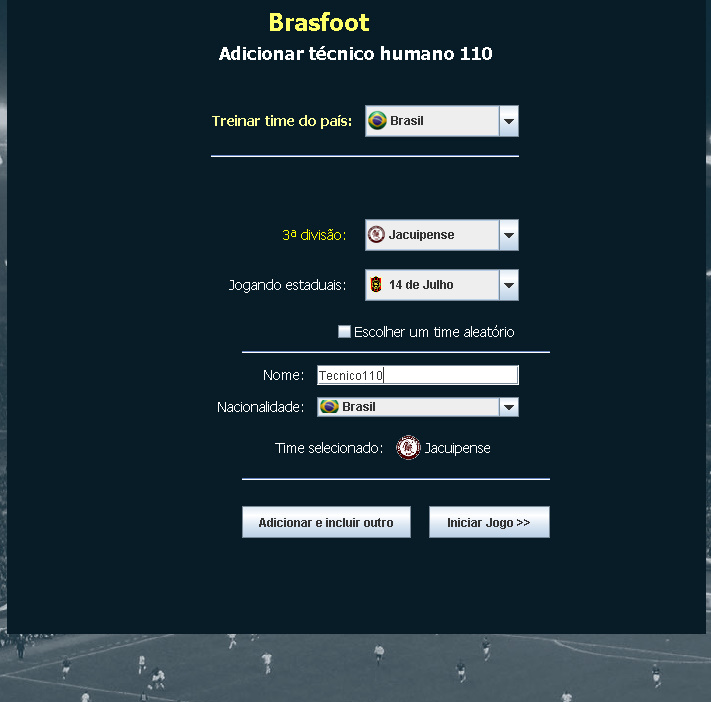 Brasfoot
Adicionar técnico humano 110
Treinar time do país: Brasil
3ª divisão: Jacuipense
Jogando estaduais: 14 de Julho
Escolher um time aleatório
Nome: Tecnico110
Nacionalidade: Brasil
Time selecionado: Jacuipense
Adicionar e incluir outro Iniciar Jogo >>